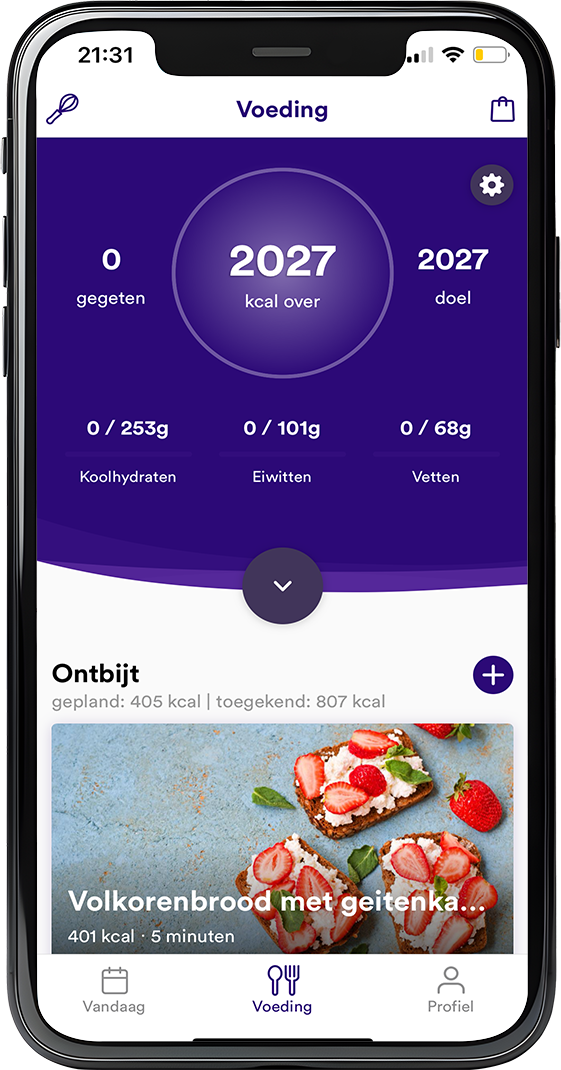 21:31
Voeding
0
gegeten
2027
kcal over
2027
doel
0 / 253g
0 / 101g
0 / 68g
Koolhydraten
Eiwitten
Vetten
Ontbijt
gepland: 405 kcal | toegekend: 807 kcal
Volkorenbrood met geitenka...
401 kcal · 5 minuten
Vandaag
Voeding
Profiel